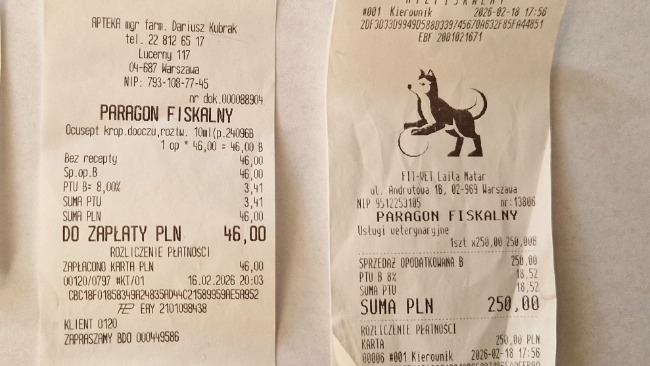 APTEKA mgr farm. Dariusz Kubrak
tel. 22 812 65 17
Lucerny 117
04-687 Warszawa
NIP: 793-108-77-45
nr dok.000088904
PARAGON FISKALNY
Ocusept krop.dooczu,roztw. 10ml(p.24096B
1 op * 46,00 = 46,00 B
Bez recepty 46,00
Sp.op.B 46,00
PTU B= 8,00% 3,41
SUMA PTU 3,41
SUMA PLN 46,00
DO ZAPŁATY PLN 46,00
ROZLICZENIE PŁATNOŚCI
ZAPŁACONO KARTA PLN 46,00
00120/0797 #KT/01 16.02.2026 20:03
CBC18F01858349A24835AD44C21589959AE5A952
EAY 2101098438
KLIENT 0120
ZAPRASZAMY BDO 000449586
#001 Kierownik 2026-02-18 17:56
EBF 2001021671
FIT-VET Laila Matar
ul. Andrutowa 1B, 02-969 Warszawa
NIP 9512253105 nr:13806
PARAGON FISKALNY
Usługi weterynaryjne
1szt x250,00 250,00B
SPRZEDAŻ OPODATKOWANA B 250,00
PTU B 8% 18,52
SUMA PTU 18,52
SUMA PLN 250,00
ROZLICZENIE PŁATNOŚCI
KARTA 250,00 PLN
00006 #001 Kierownik 2026-02-18 17:56